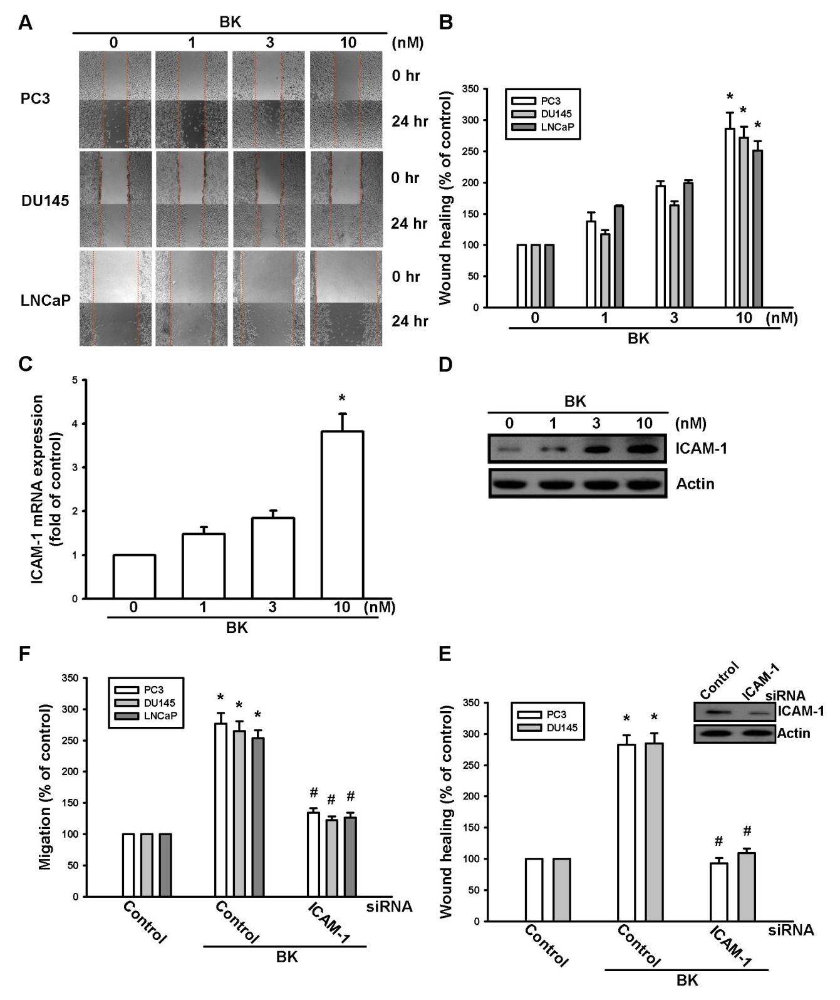 A
BK
0 1 3 10 (nM)
PC3
0 hr
24 hr
DU145
0 hr
24 hr
LNCaP
0 hr
24 hr
B
Wound healing (% of control)
350
300
250
200
150
100
50
0
PC3
DU145
LNCaP
* * *
0 1 3 10 (nM)
BK
C
ICAM-1 mRNA expression
(fold of control)
5
4
3
2
1
0
*
0 1 3 10 (nM)
BK
D
BK
0 1 3 10 (nM)
ICAM-1
Actin
F
Migation (% of control)
350
300
250
200
150
100
50
0
PC3
DU145
LNCaP
* * *
# # #
Control Control ICAM-1 siRNA
BK
E
Wound healing (% of control)
350
300
250
200
150
100
50
0
PC3
DU145
* *
# #
Control ICAM-1 siRNA
ICAM-1
Actin
Control Control ICAM-1 siRNA
BK